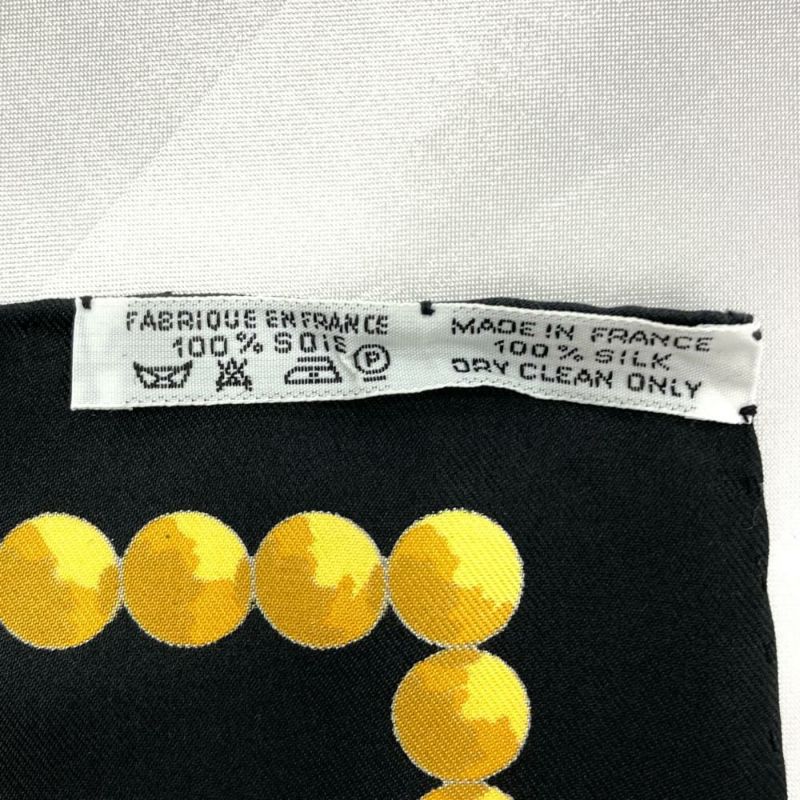 FABRIQUE EN FRANCE
100% SOIE
P
MADE IN FRANCE
100% SILK
DRY CLEAN ONLY